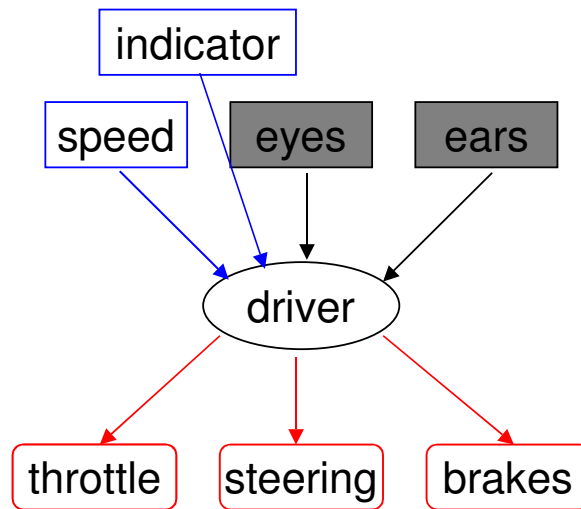 indicator
speed
eyes
ears
driver
throttle
steering
brakes